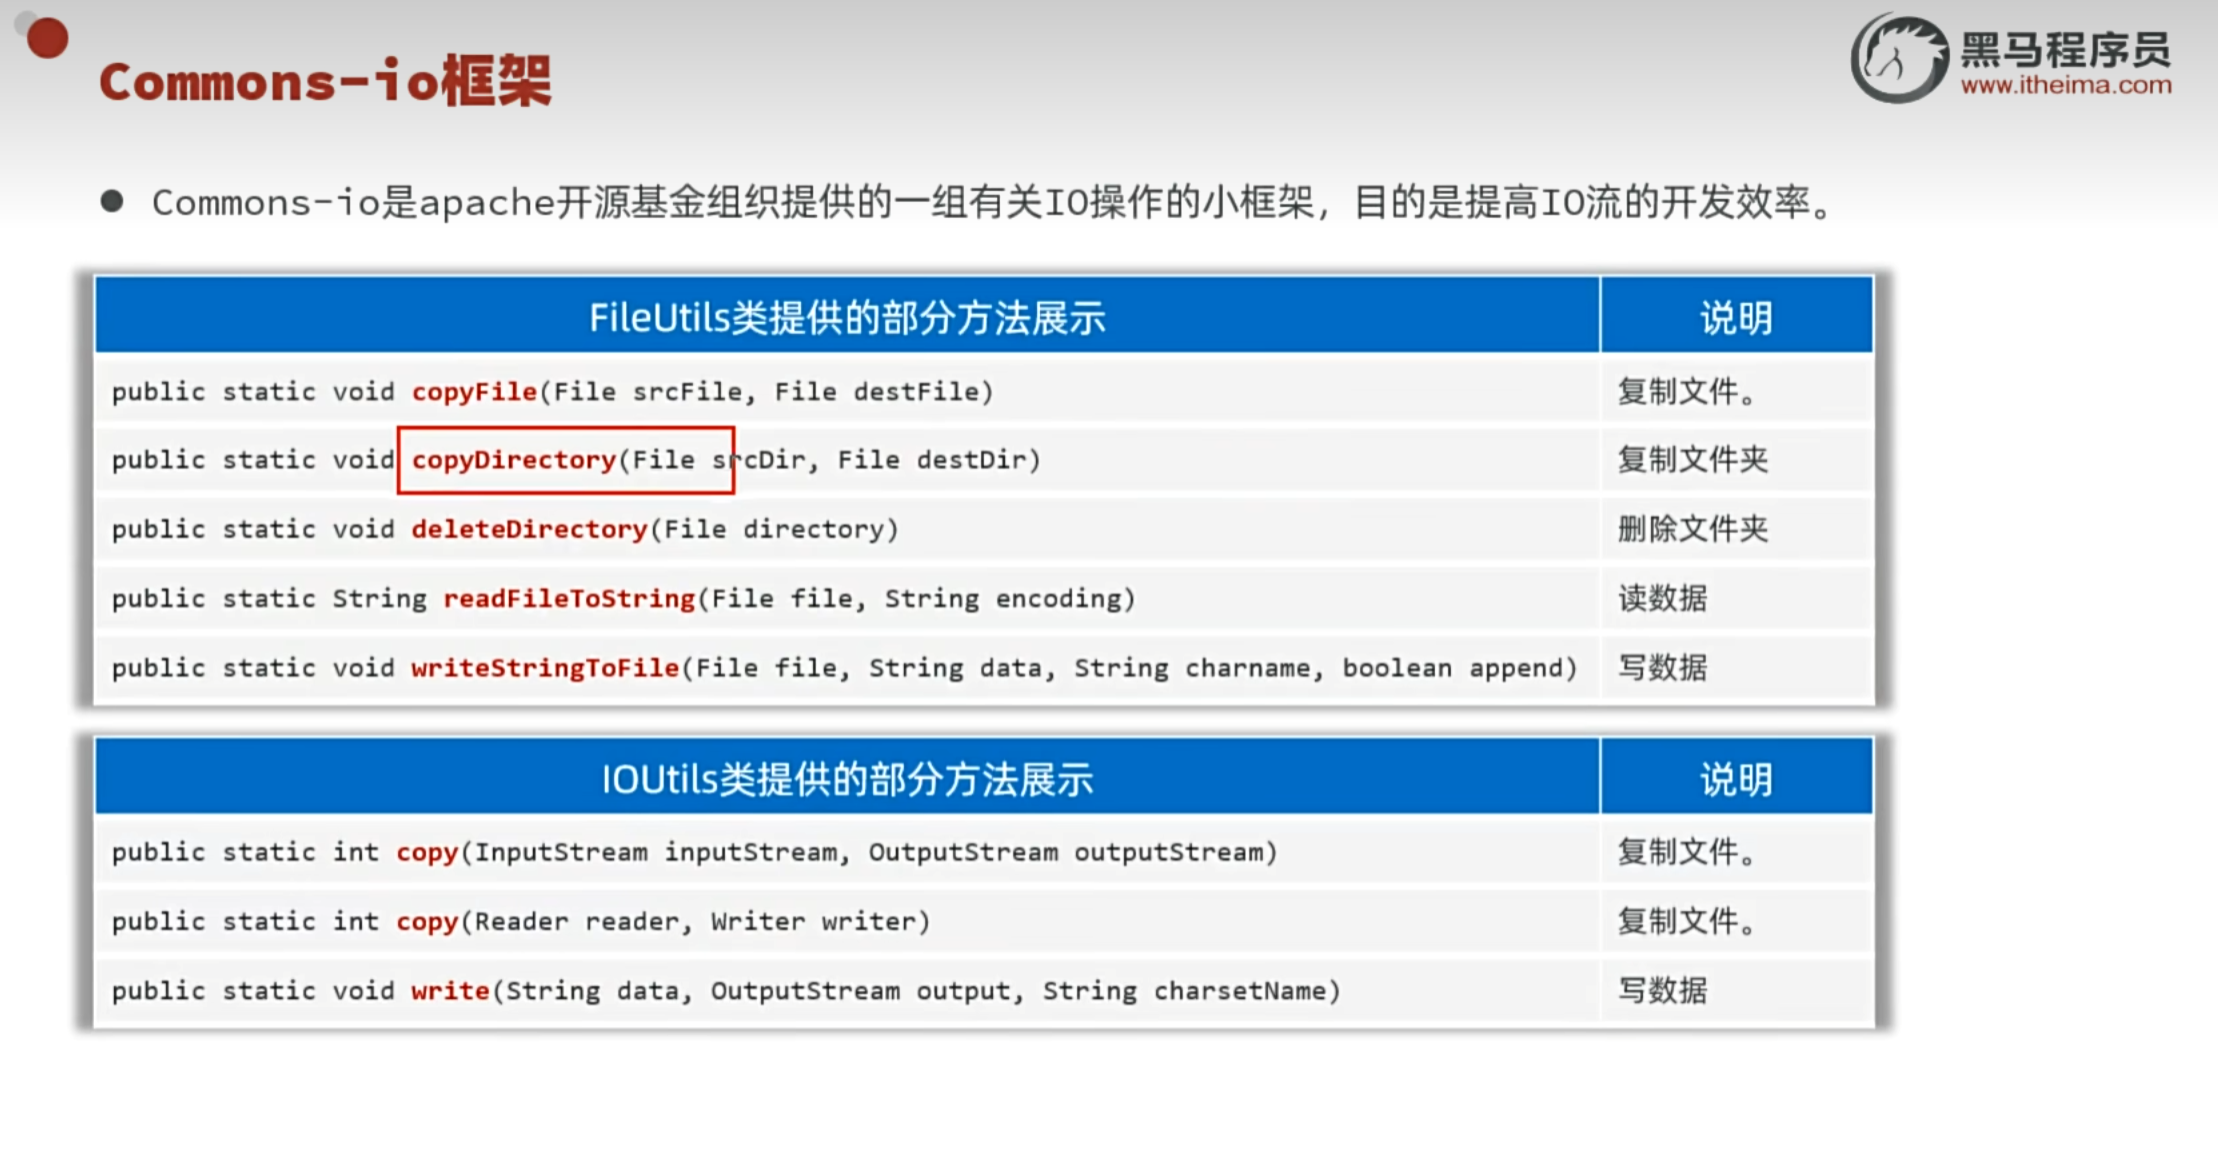 Commons-io框架
黑马程序员
www.itheima.com
Commons-io是apache开源基金组织提供的一组有关IO操作的小框架，目的是提高IO流的开发效率。
FileUtils类提供的部分方法展示 说明
public static void copyFile(File srcFile, File destFile) 复制文件。
public static void copyDirectory(File srcDir, File destDir) 复制文件夹
public static void deleteDirectory(File directory) 删除文件夹
public static String readFileToString(File file, String encoding) 读数据
public static void writeStringToFile(File file, String data, String charname, boolean append) 写数据
IOUtils类提供的部分方法展示 说明
public static int copy(InputStream inputStream, OutputStream outputStream) 复制文件。
public static int copy(Reader reader, Writer writer) 复制文件。
public static void write(String data, OutputStream output, String charsetName) 写数据